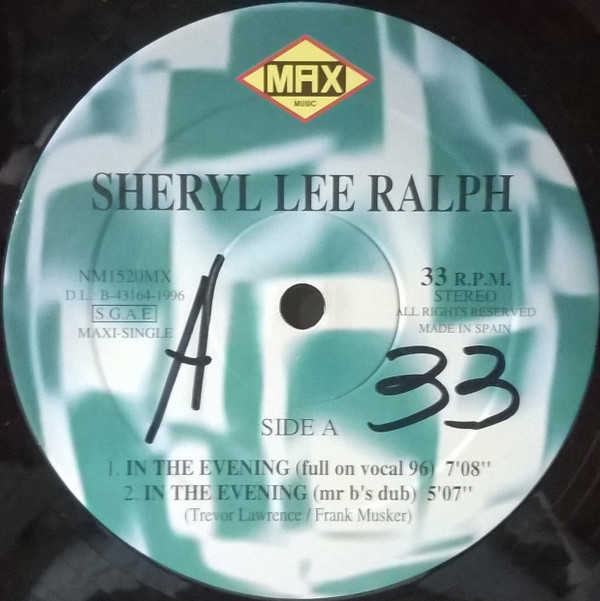 MAX
MUSIC
SHERYL LEE RALPH
NM1520MX
D.L.: B-43164-1996
S.G.A.E.
MAXI-SINGLE
33 R.P.M.
STEREO
ALL RIGHTS RESERVED
MADE IN SPAIN
A
33
SIDE A
1. IN THE EVENING (full on vocal 96) 7'08''
2. IN THE EVENING (mr b's dub) 5'07''
(Trevor Lawrence / Frank Musker)